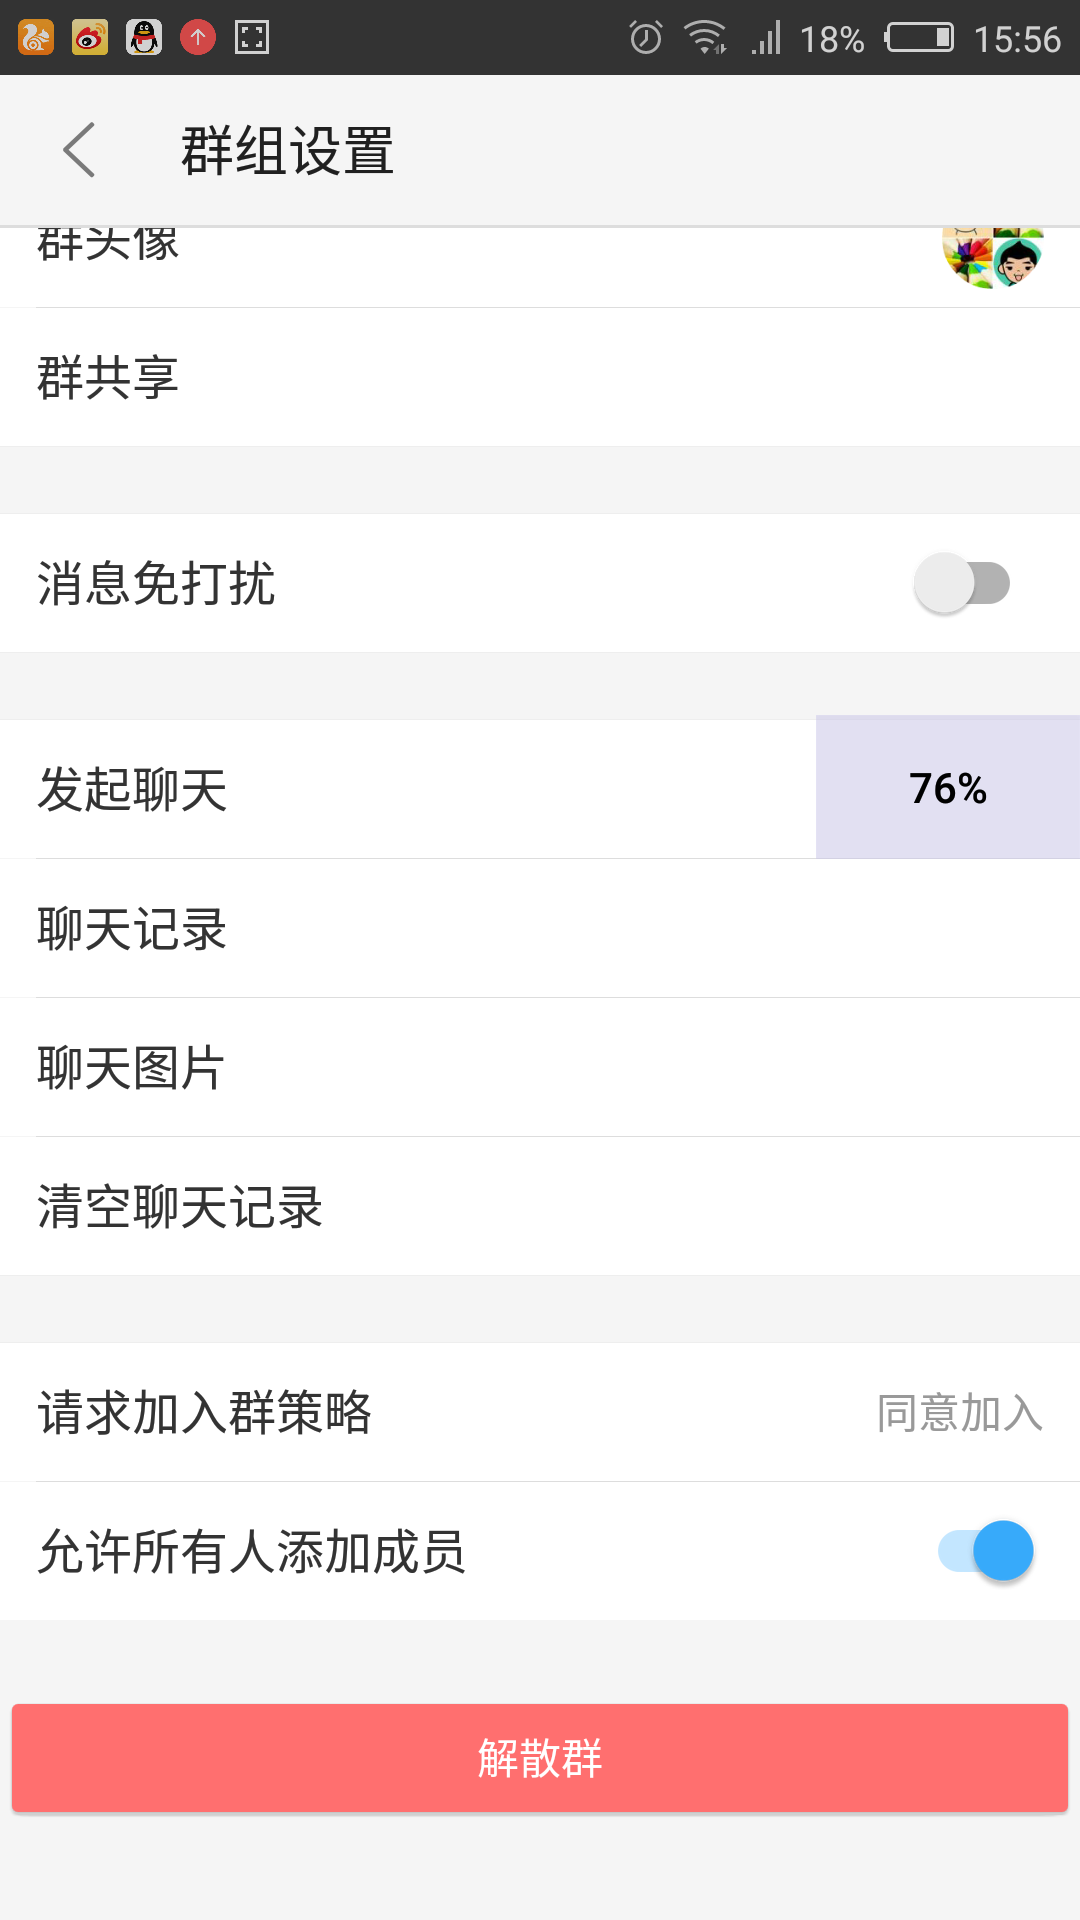 18% 15:56
群组设置
群头像
群共享
消息免打扰
发起聊天 76%
聊天记录
聊天图片
清空聊天记录
请求加入群策略 同意加入
允许所有人添加成员
解散群